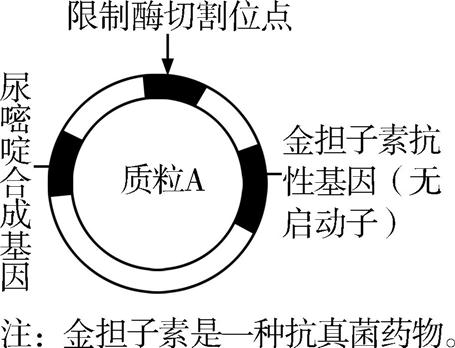 限制酶切割位点
尿嘧啶合成基因
质粒A
金担子素抗
性基因（无
启动子）
注：金担子素是一种抗真菌药物。